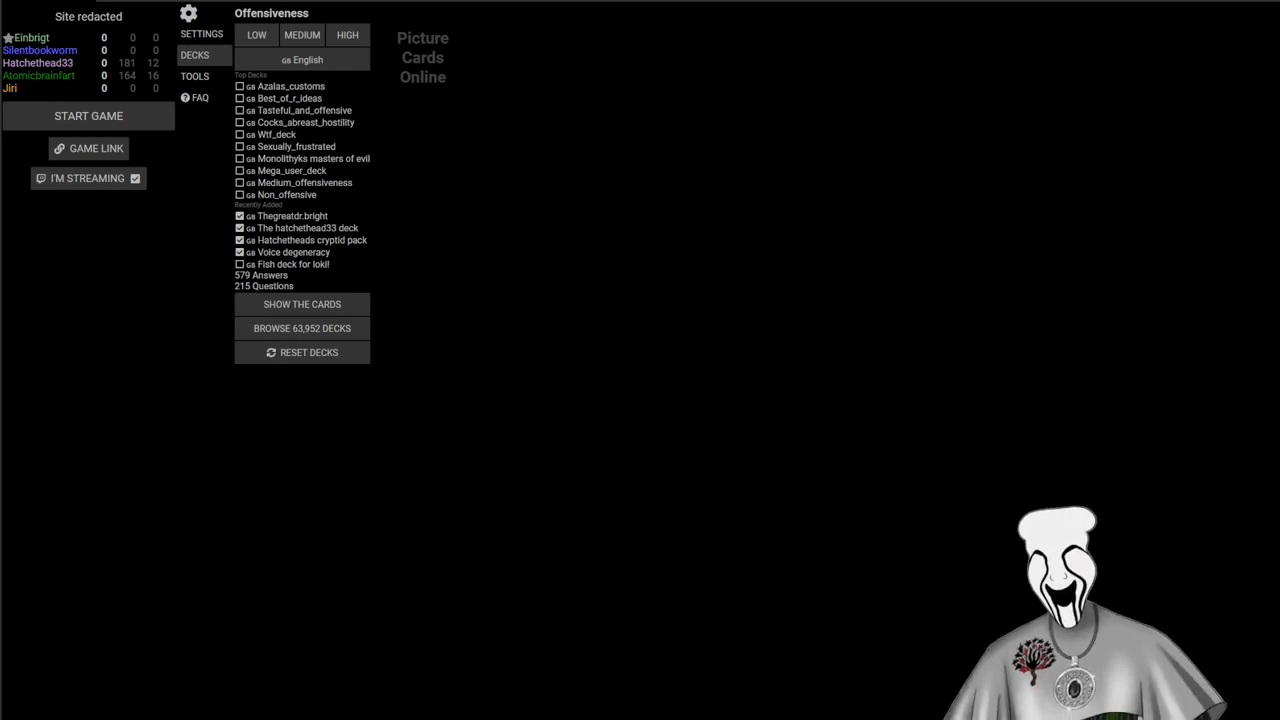 Site redacted
Einbrigt 0 0 0
Silentbookworm 0 0 0
Hatchethead33 0 181 12
Atomicbrainfart 0 164 16
Jiri 0 0 0
START GAME
GAME LINK
I'M STREAMING
SETTINGS
DECKS
TOOLS
FAQ
Offensiveness
LOW MEDIUM HIGH
GB English
Top Decks
GB Azalas_customs
GB Best_of_r_ideas
GB Tasteful_and_offensive
GB Cocks_abreast_hostility
GB Wtf_deck
GB Sexually_frustrated
GB Monolithyks masters of evil
GB Mega_user_deck
GB Medium_offensiveness
GB Non_offensive
Recently Added
GB Thegreatdr.bright
GB The hatchethead33 deck
GB Hatchetheads cryptid pack
GB Voice degeneracy
GB Fish deck for loki!
579 Answers
215 Questions
SHOW THE CARDS
BROWSE 63,952 DECKS
RESET DECKS
Picture
Cards
Online